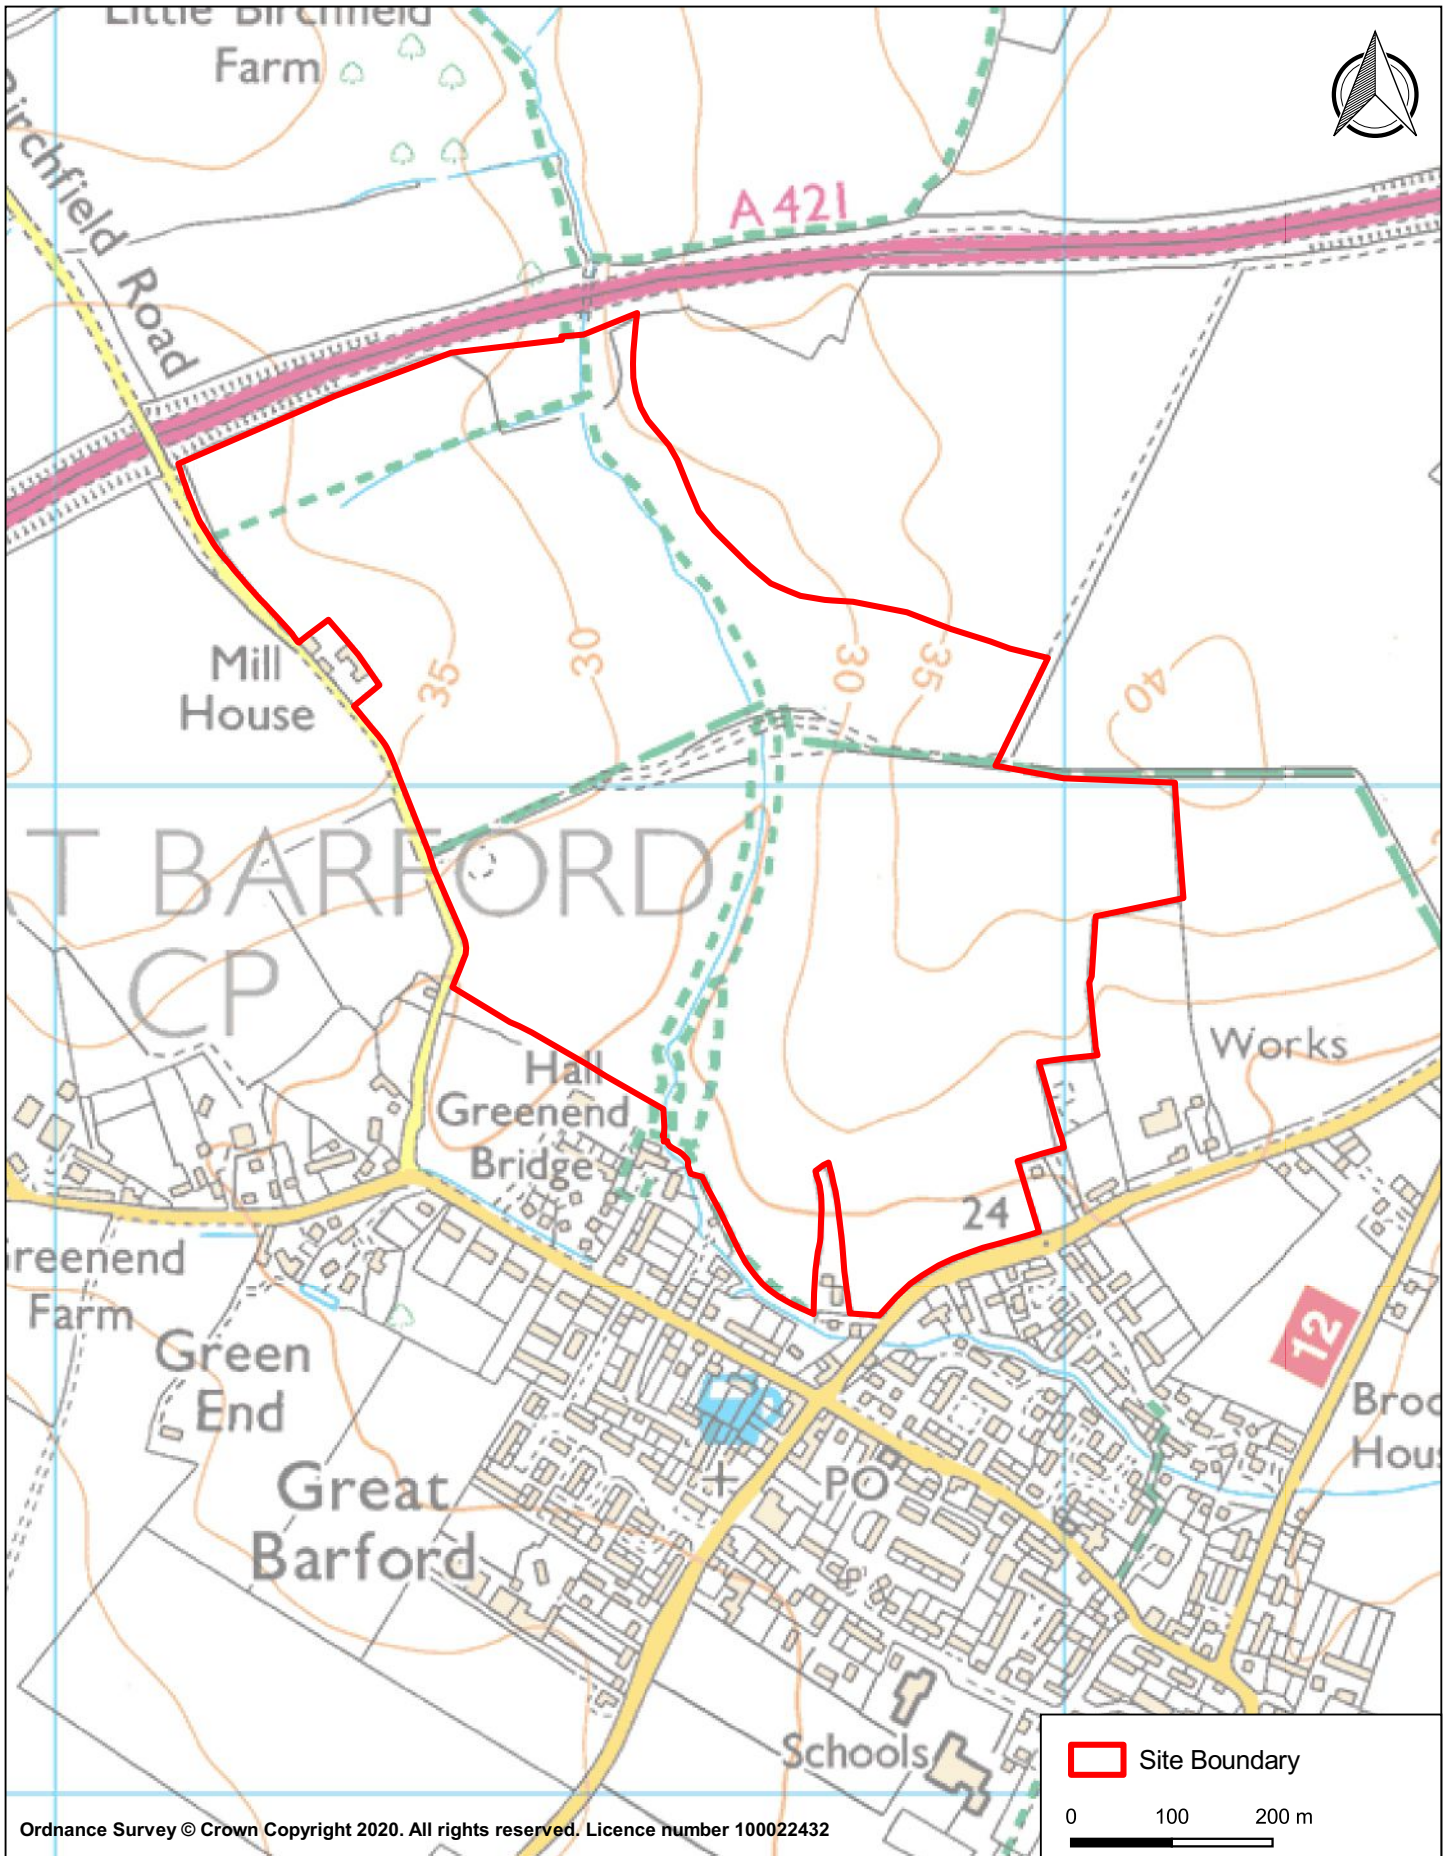 Little Birchfield
Farm
Birchfield Road
A 421
Mill
House
35
30
30
35
40
T BARFORD
CP
Works
Hall
Greenend
Bridge
24
Farm
Green
End
12
Great
Barford
PO
Schools
Site Boundary
0 100 200 m
Ordnance Survey © Crown Copyright 2020. All rights reserved. Licence number 100022432